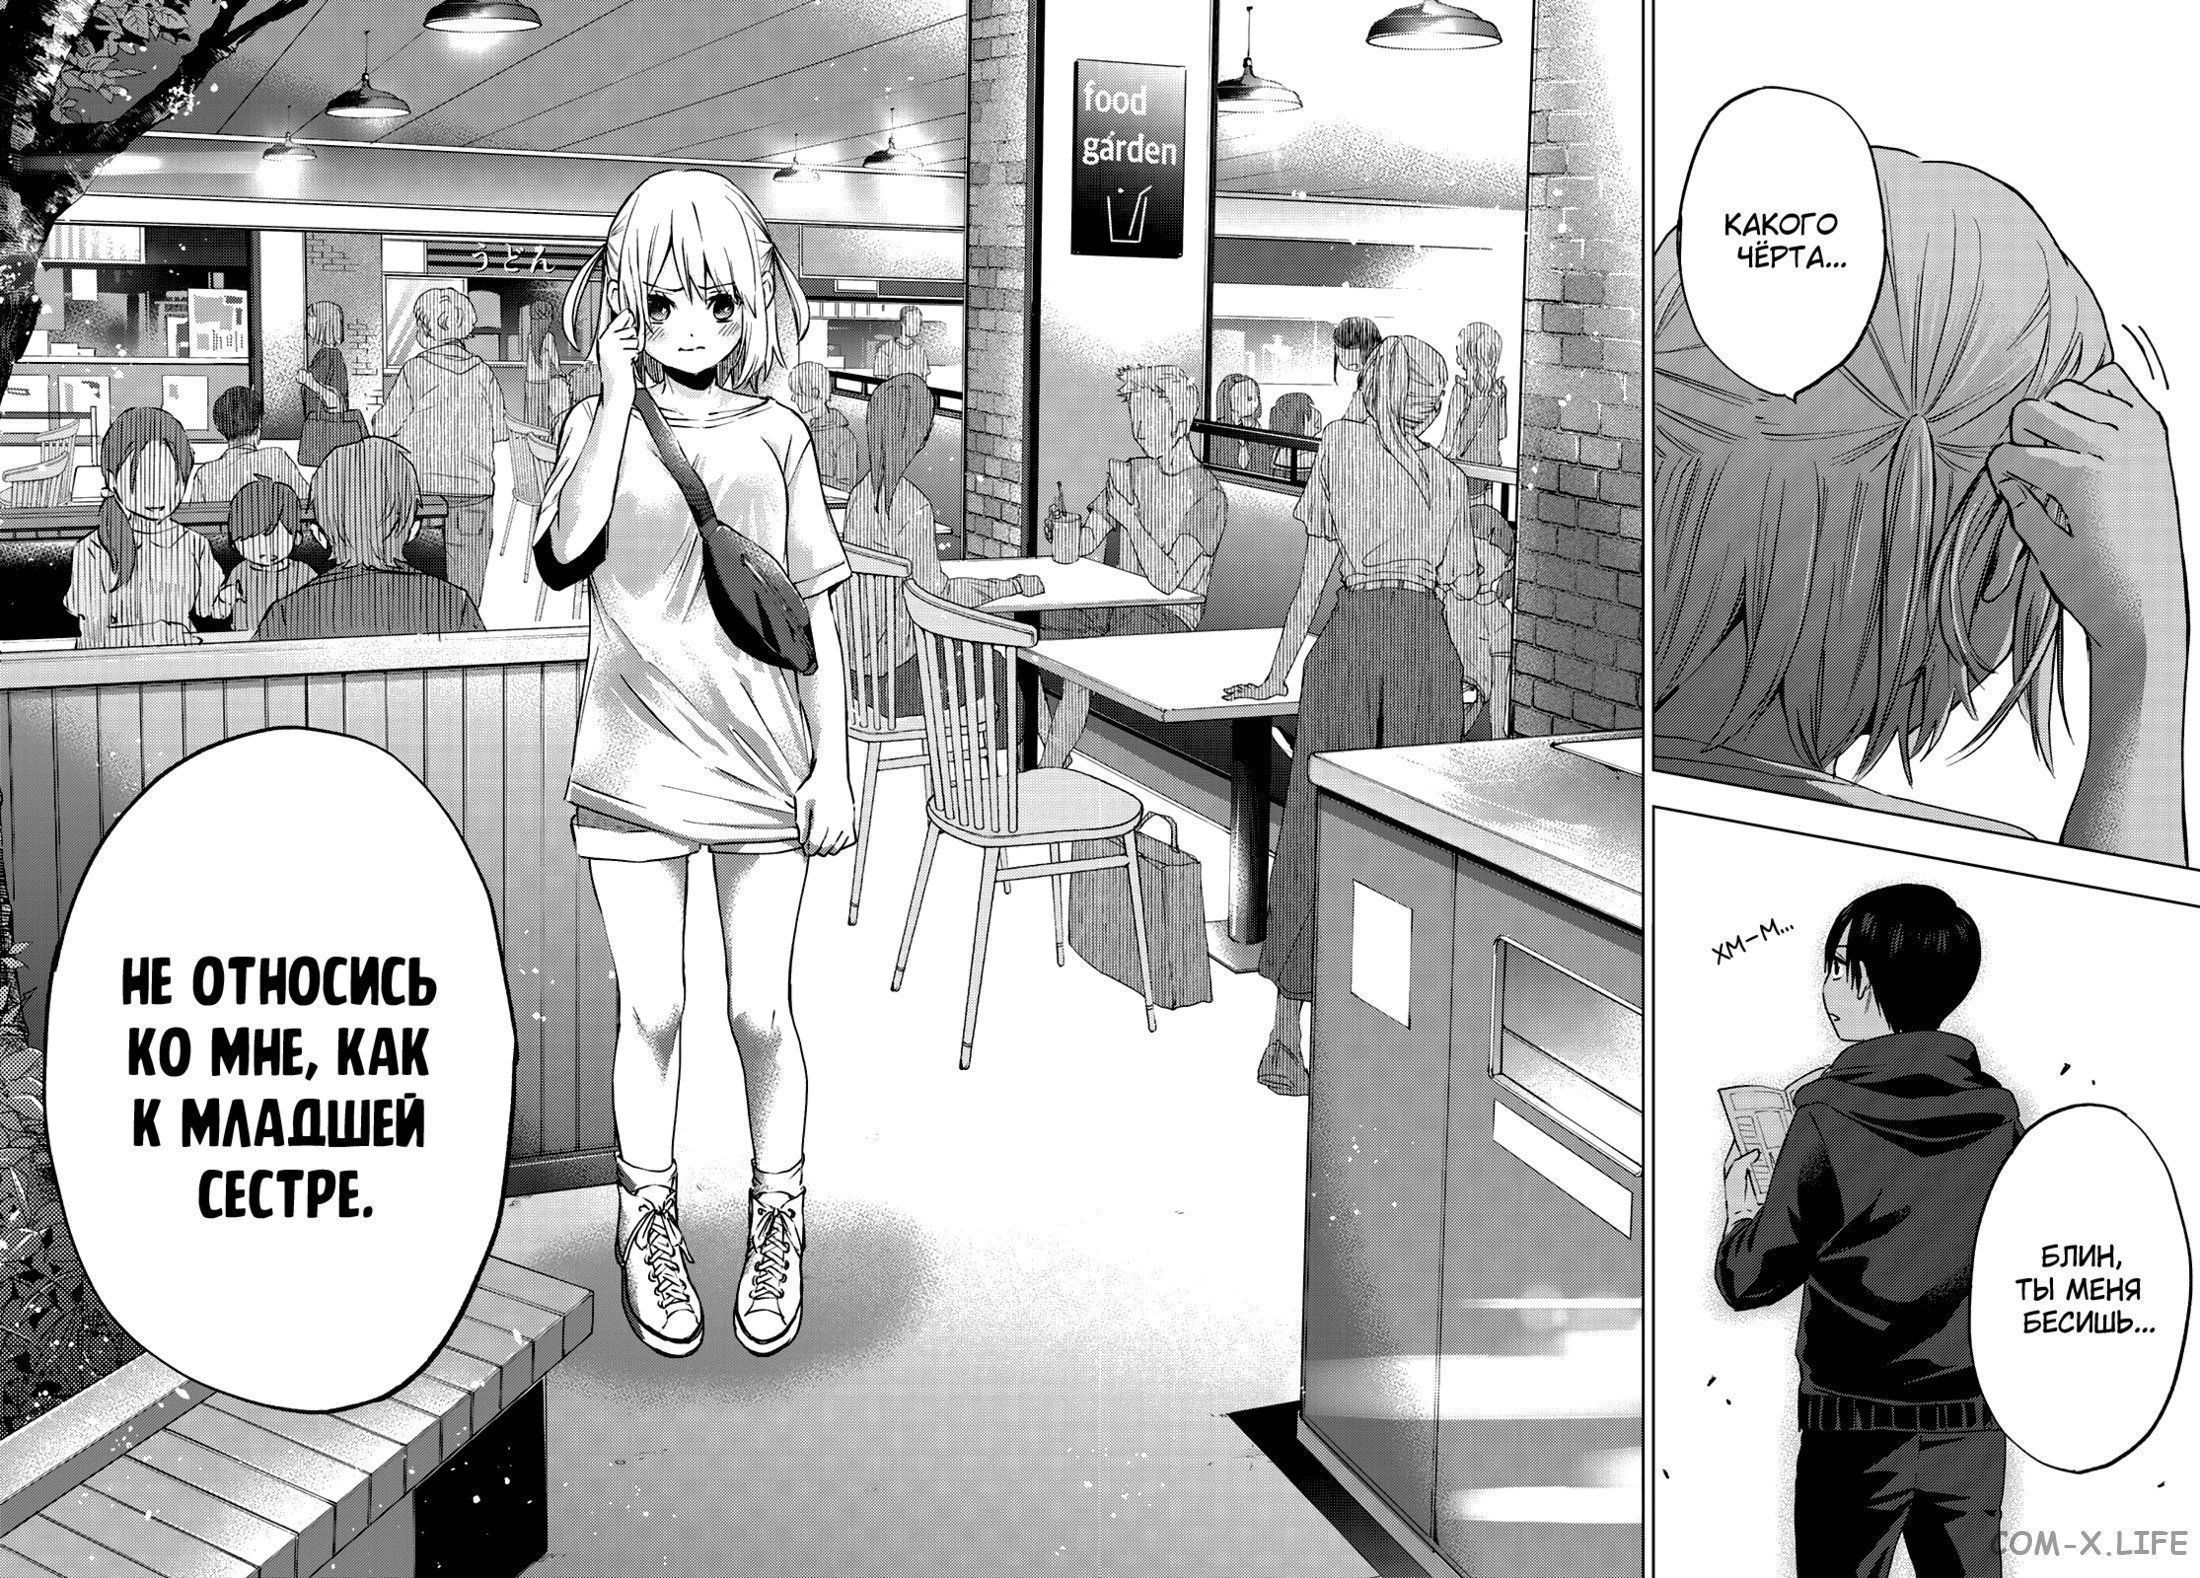 КАКОГО
ЧЁРТА...
ХМ-М...
БЛИН,
ТЫ МЕНЯ
БЕСИШЬ...
food
garden
うどん
НЕ ОТНОСИСЬ
КО МНЕ, КАК
К МЛАДШЕЙ
СЕСТРЕ.
COM-X.LIFE